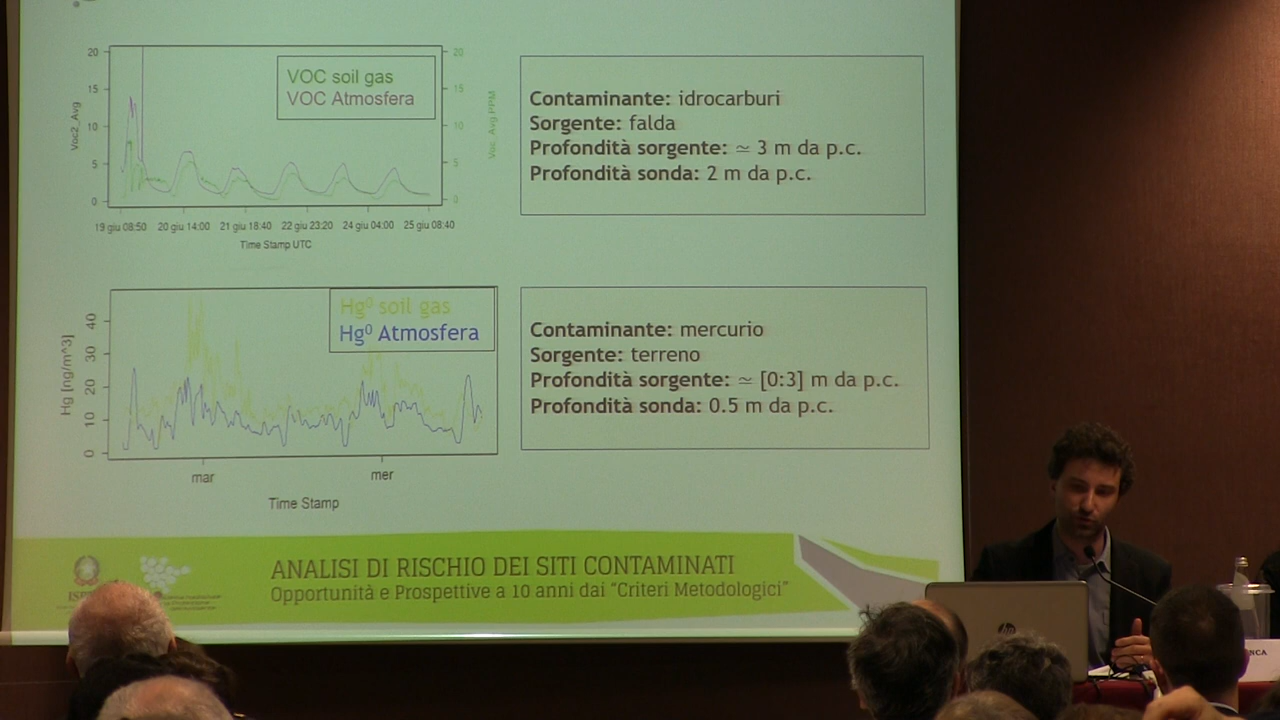 VOC soil gas
VOC Atmosfera
20
15
10
5
0
Voc2_Avg
20
15
10
5
0
19 giu 08:50 20 giu 14:00 21 giu 18:40 22 giu 23:20 24 giu 04:00 25 giu 08:40
Time Stamp UTC
Contaminante: idrocarburi
Sorgente: falda
Profondità sorgente: ≃ 3 m da p.c.
Profondità sonda: 2 m da p.c.
Hg⁰ soil gas
Hg⁰ Atmosfera
Hg [ng/m^3]
40
30
20
10
0
mar mer
Time Stamp
Contaminante: mercurio
Sorgente: terreno
Profondità sorgente: ≃ [0:3] m da p.c.
Profondità sonda: 0.5 m da p.c.
ANALISI DI RISCHIO DEI SITI CONTAMINATI
Opportunità e Prospettive a 10 anni dai "Criteri Metodologici"
hp